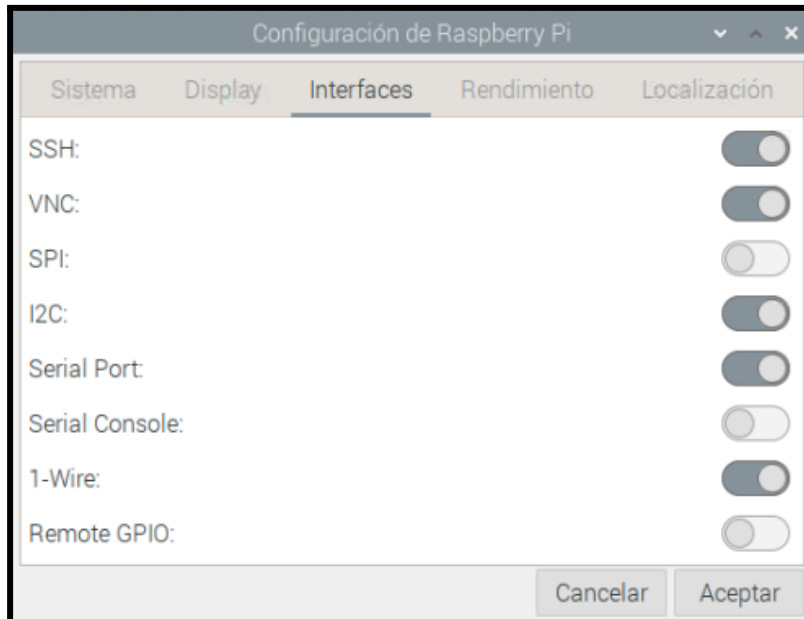 Configuración de Raspberry Pi
Sistema Display Interfaces Rendimiento Localización
SSH:
VNC:
SPI:
I2C:
Serial Port:
Serial Console:
1-Wire:
Remote GPIO:
Cancelar Aceptar